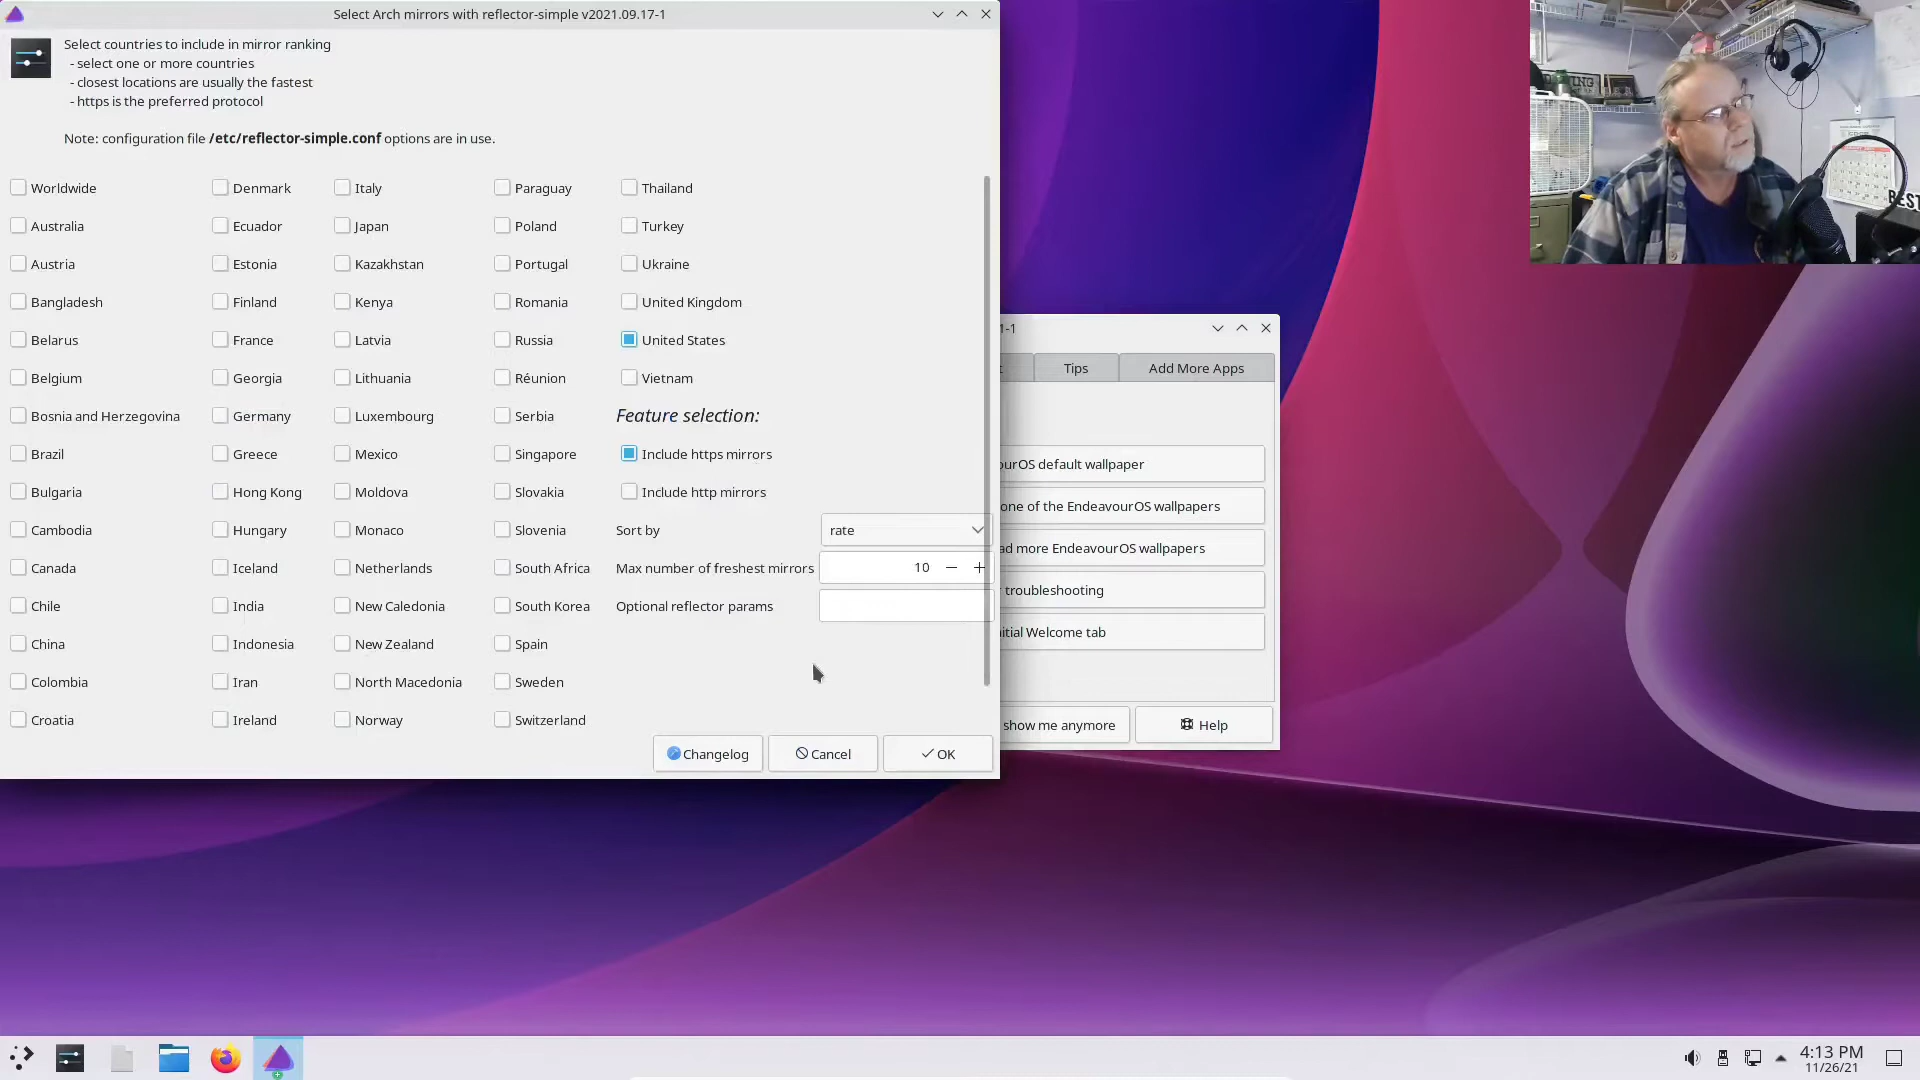 Select Arch mirrors with reflector-simple v2021.09.17-1
Select countries to include in mirror ranking
- select one or more countries
- closest locations are usually the fastest
- https is the preferred protocol
Note: configuration file /etc/reflector-simple.conf options are in use.
Worldwide
Australia
Austria
Bangladesh
Belarus
Belgium
Bosnia and Herzegovina
Brazil
Bulgaria
Cambodia
Canada
Chile
China
Colombia
Croatia
Denmark
Ecuador
Estonia
Finland
France
Georgia
Germany
Greece
Hong Kong
Hungary
Iceland
India
Indonesia
Iran
Ireland
Italy
Japan
Kazakhstan
Kenya
Latvia
Lithuania
Luxembourg
Mexico
Moldova
Monaco
Netherlands
New Caledonia
New Zealand
North Macedonia
Norway
Paraguay
Poland
Portugal
Romania
Russia
Réunion
Serbia
Singapore
Slovakia
Slovenia
South Africa
South Korea
Spain
Sweden
Switzerland
Thailand
Turkey
Ukraine
United Kingdom
United States
Vietnam
Feature selection:
Include https mirrors
Include http mirrors
Sort by rate
Max number of freshest mirrors 10
Optional reflector params
Changelog Cancel OK
1-1
t Tips Add More Apps
urOS default wallpaper
one of the EndeavourOS wallpapers
ad more EndeavourOS wallpapers
r troubleshooting
nitial Welcome tab
show me anymore Help
BEST
4:13 PM
11/26/21